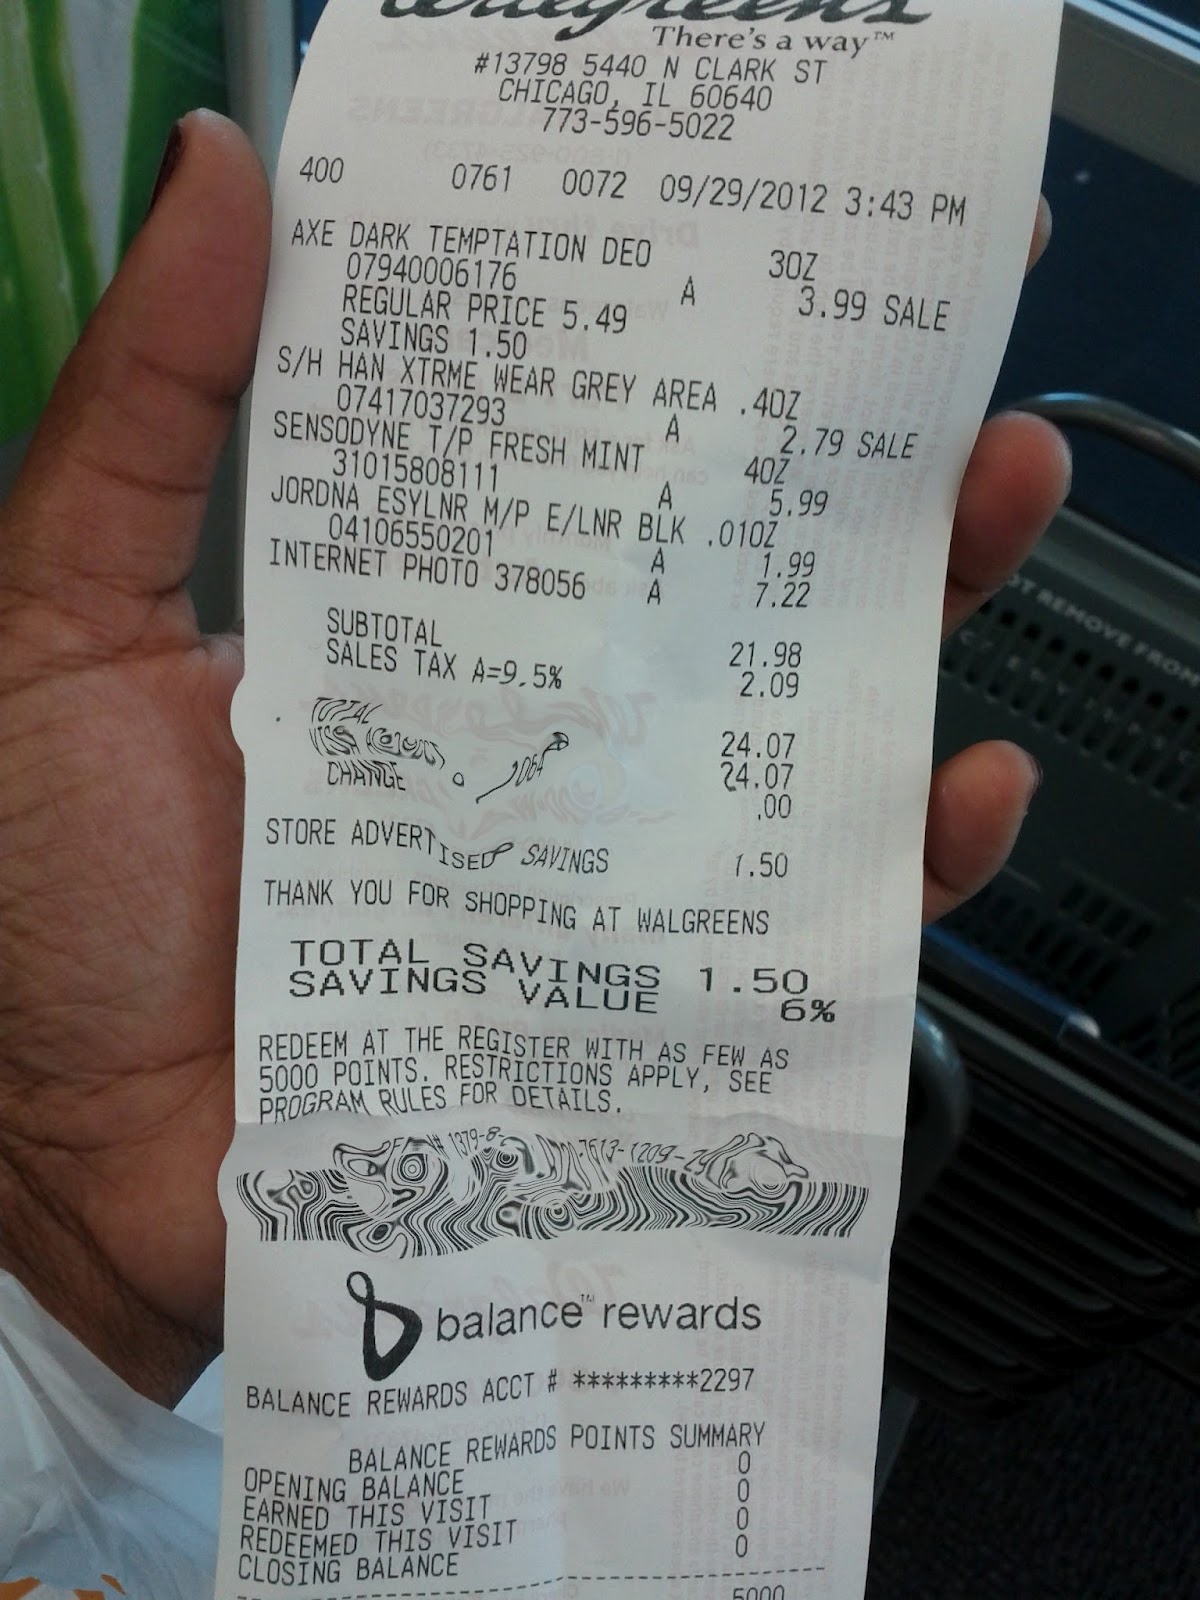 Walgreens
There's a way™
#13798 5440 N CLARK ST
CHICAGO, IL 60640
773-596-5022
400 0761 0072 09/29/2012 3:43 PM
AXE DARK TEMPTATION DEO 3OZ
07940006176 A 3.99 SALE
REGULAR PRICE 5.49
SAVINGS 1.50
S/H HAN XTRME WEAR GREY AREA .4OZ
07417037293 A 2.79 SALE
SENSODYNE T/P FRESH MINT 4OZ
31015808111 A 5.99
JORDNA ESYLNR M/P E/LNR BLK .01OZ
04106550201 A 1.99
INTERNET PHOTO 378056 A 7.22
SUBTOTAL 21.98
SALES TAX A=9.5% 2.09
TOTAL 24.07
VISA 24.07
CHANGE .00
STORE ADVERTISED SAVINGS 1.50
THANK YOU FOR SHOPPING AT WALGREENS
TOTAL SAVINGS 1.50
SAVINGS VALUE 6%
REDEEM AT THE REGISTER WITH AS FEW AS
5000 POINTS. RESTRICTIONS APPLY, SEE
PROGRAM RULES FOR DETAILS.
balance™ rewards
BALANCE REWARDS ACCT # *********2297
BALANCE REWARDS POINTS SUMMARY
OPENING BALANCE 0
EARNED THIS VISIT 0
REDEEMED THIS VISIT 0
CLOSING BALANCE 0
5000
REMOVE FROM